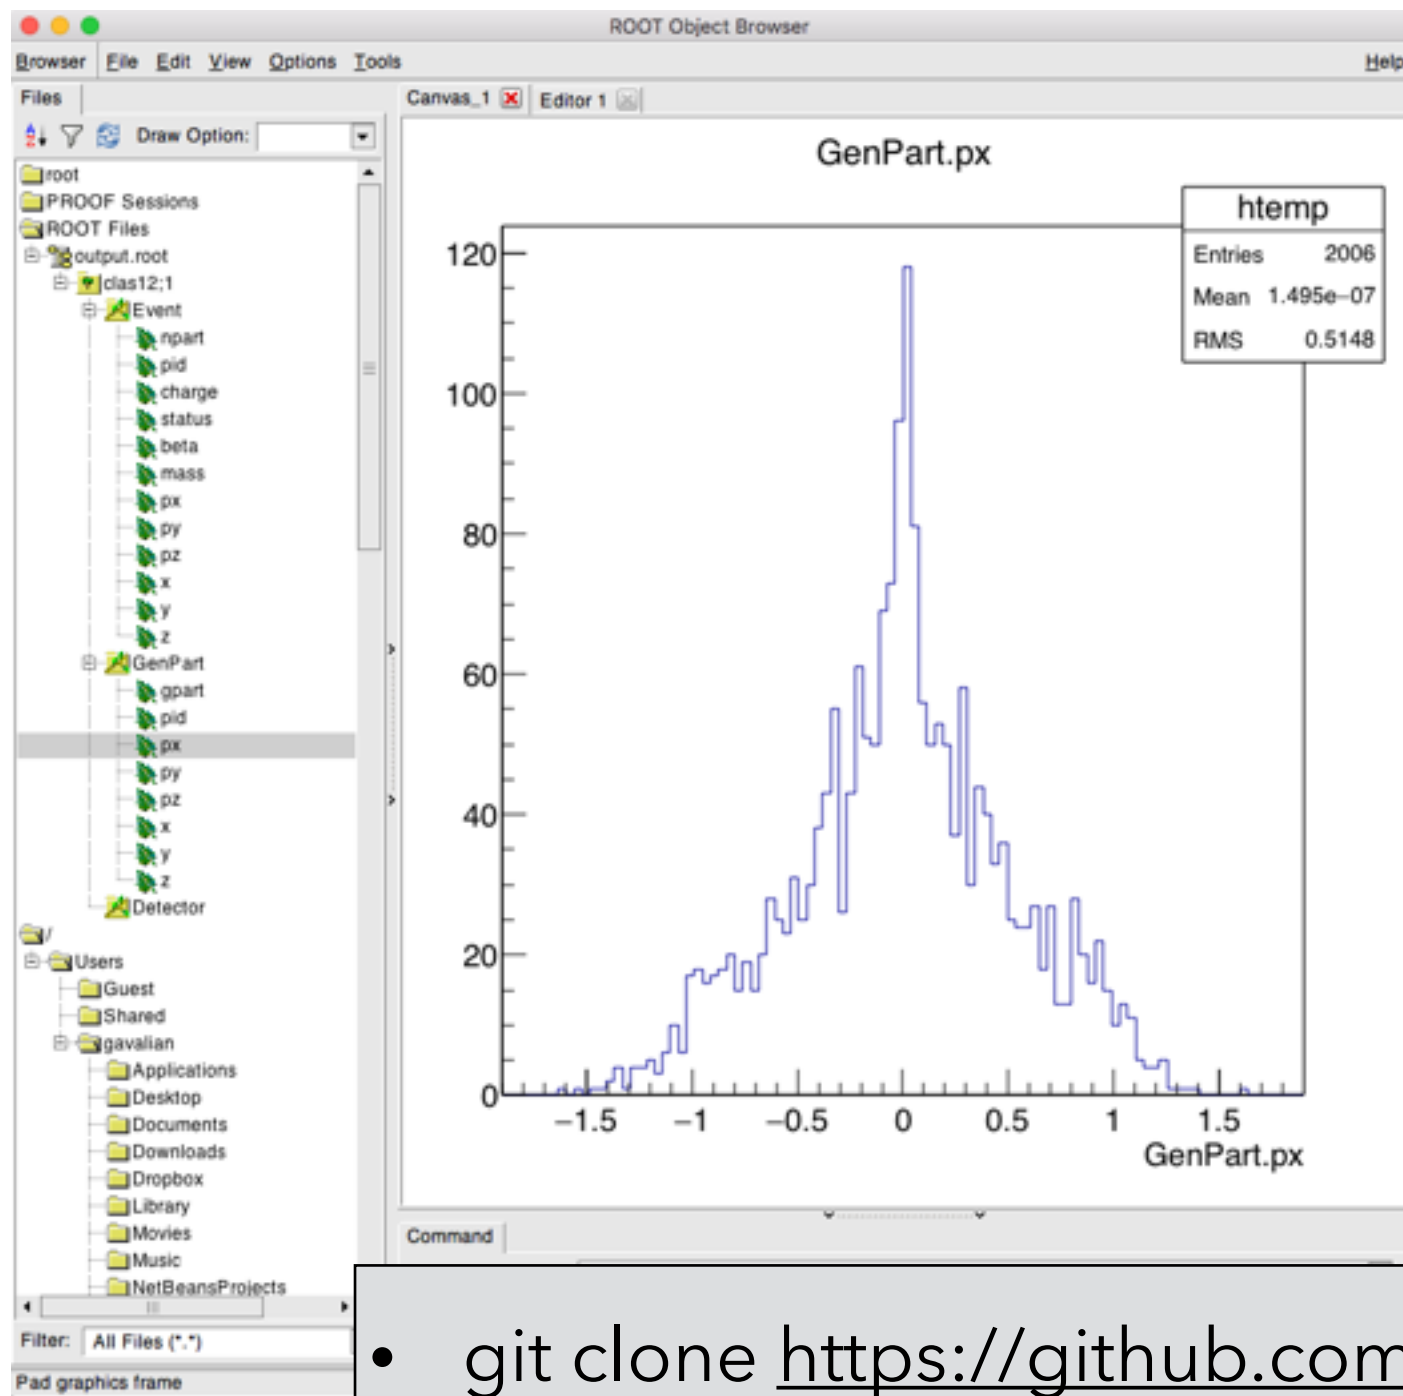 ROOT Object Browser
Browser File Edit View Options Tools Help
Files
Draw Option:
root
PROOF Sessions
ROOT Files
output.root
clas12;1
Event
npart
pid
charge
status
beta
mass
px
py
pz
x
y
z
GenPart
gpart
pid
px
py
pz
x
y
z
Detector
/
Users
Guest
Shared
gavalian
Applications
Desktop
Documents
Downloads
Dropbox
Library
Movies
Music
NetBeansProjects
Filter: All Files (*.*)
Pad graphics frame
Canvas_1 Editor 1
GenPart.px
htemp
Entries 2006
Mean 1.495e−07
RMS 0.5148
120
100
80
60
40
20
0
−1.5 −1 −0.5 0 0.5 1 1.5
GenPart.px
Command
• git clone https://github.com